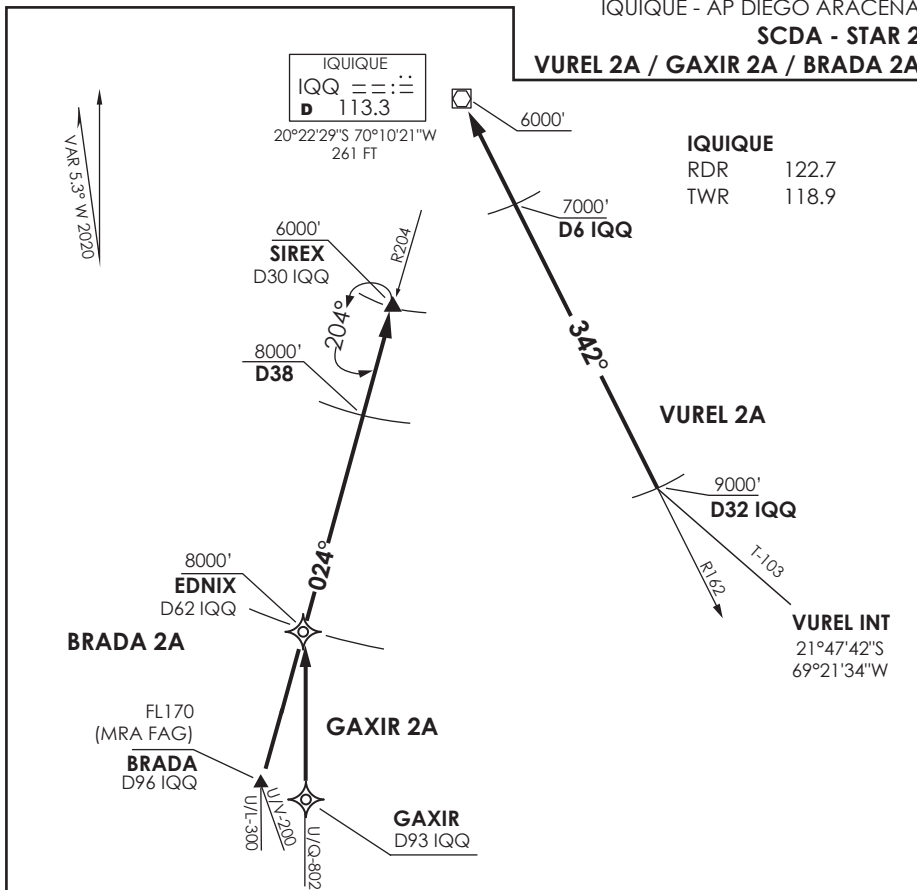 IQUIQUE - AP DIEGO ARACENA
SCDA - STAR 2
VUREL 2A / GAXIR 2A / BRADA 2A
IQUIQUE
IQQ
D 113.3
20°22'29"S 70°10'21"W
261 FT
VAR 5.3° W 2020
6000'
IQUIQUE
RDR 122.7
TWR 118.9
7000'
D6 IQQ
6000'
SIREX
D30 IQQ
R204
204°
8000'
D38
342°
VUREL 2A
9000'
D32 IQQ
R162
T-103
VUREL INT
21°47'42"S
69°21'34"W
024°
8000'
EDNIX
D62 IQQ
BRADA 2A
FL170
(MRA FAG)
BRADA
D96 IQQ
GAXIR 2A
U/L-300
U/V-200
U/Q-802
GAXIR
D93 IQQ